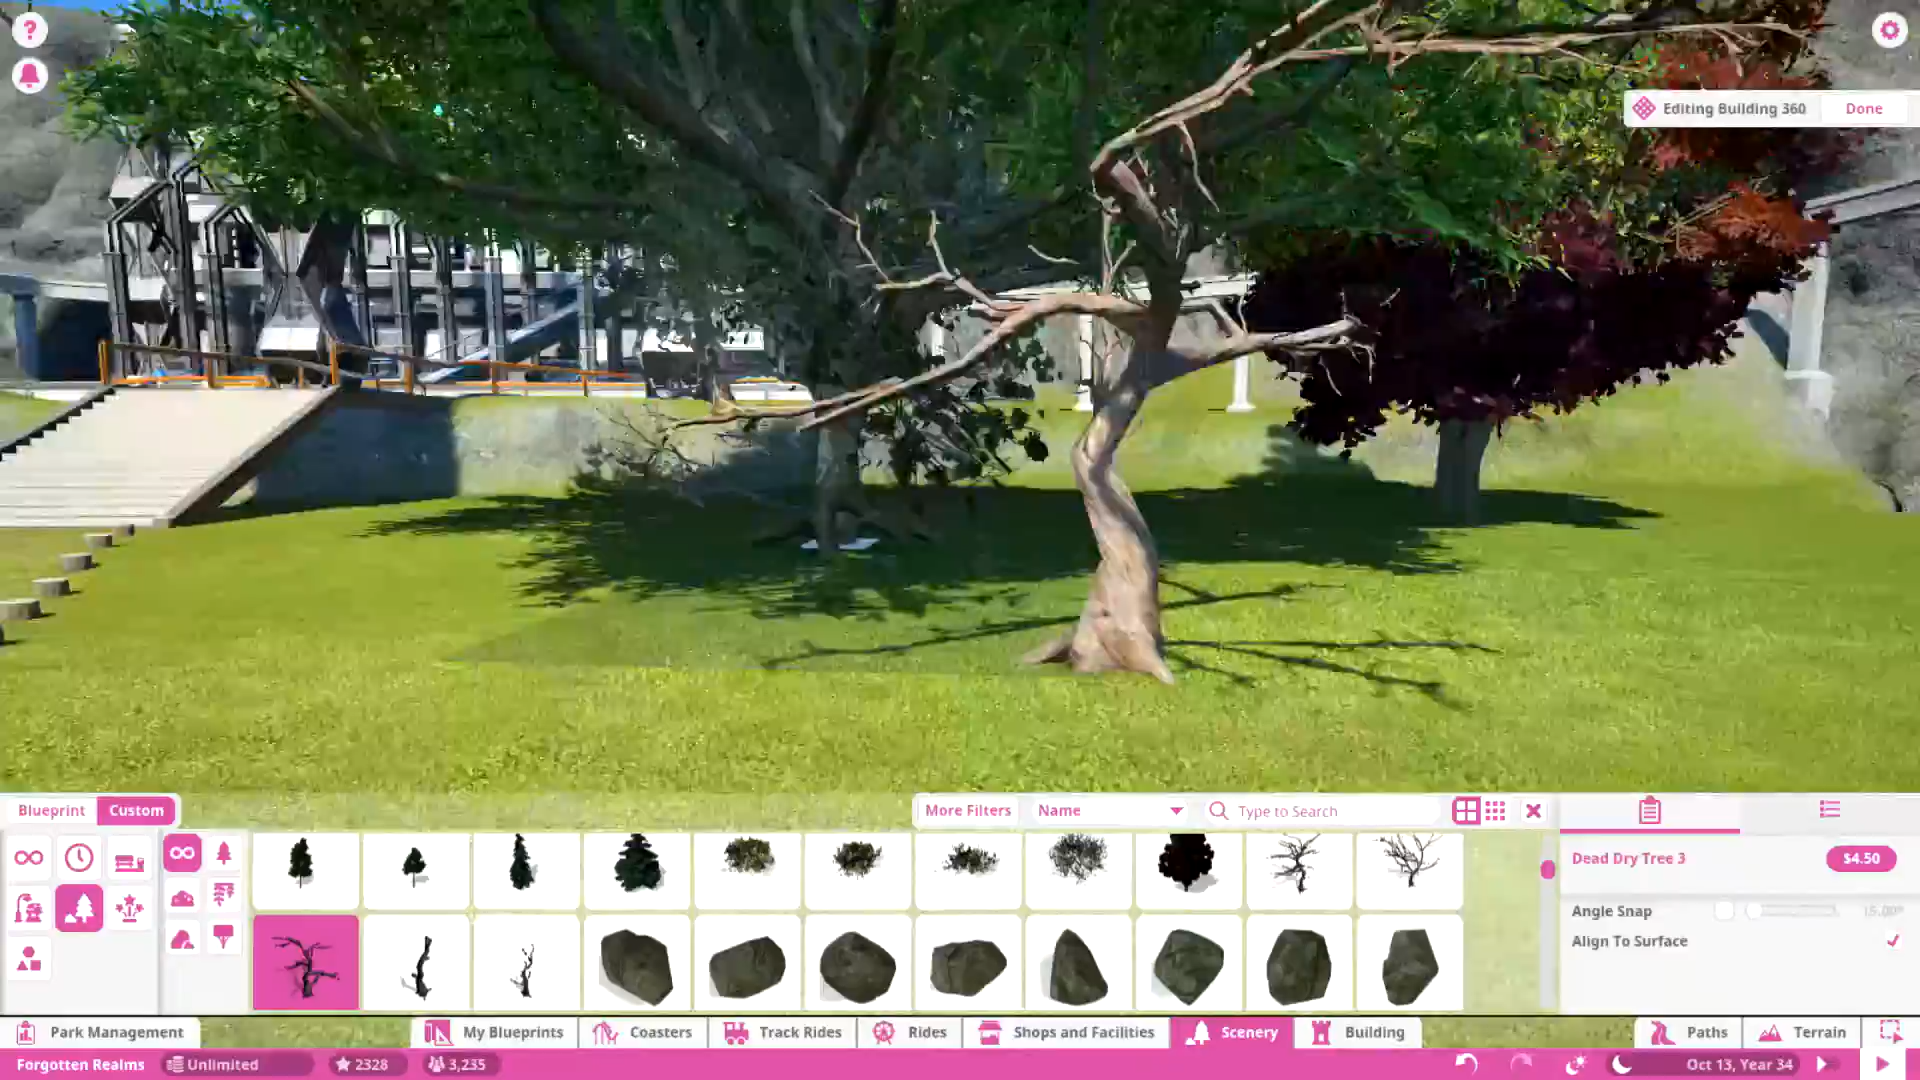 ?
Editing Building 360 Done
Blueprint Custom More Filters Name Type to Search
Dead Dry Tree 3 $4.50
Angle Snap 15.00°
Align To Surface
Park Management My Blueprints Coasters Track Rides Rides Shops and Facilities Scenery Building Paths Terrain
Forgotten Realms Unlimited 2328 3,235 Oct 13, Year 34